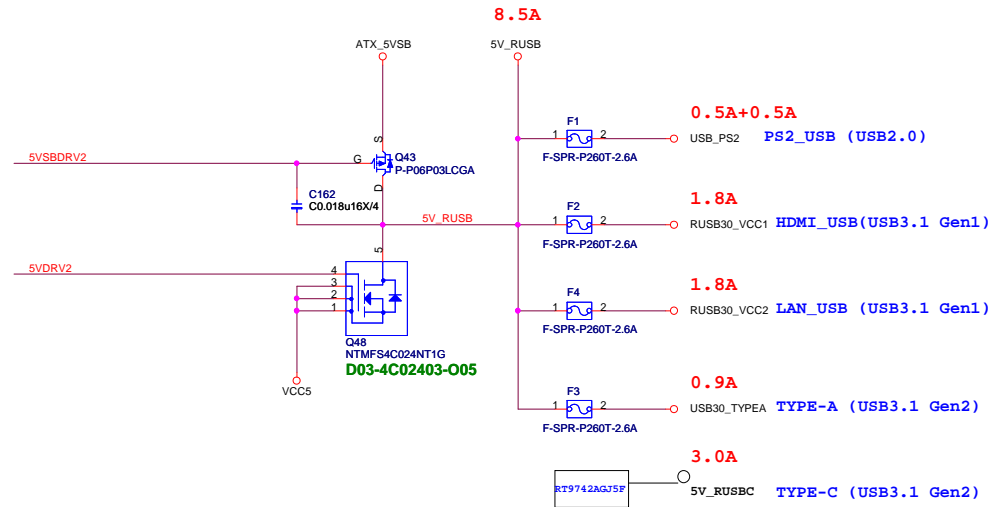 8.5A
ATX_5VSB
5V_RUSB
0.5A+0.5A
F1
1 2
USB_PS2
PS2_USB (USB2.0)
F-SPR-P260T-2.6A
5VSBDRV2
S
G
Q43
P-P06P03LCGA
D
C162
C0.018u16X/4
1.8A
5V_RUSB
F2
1 2
RUSB30_VCC1
HDMI_USB(USB3.1 Gen1)
F-SPR-P260T-2.6A
5
5VDRV2
4
3
2
1
1.8A
F4
1 2
RUSB30_VCC2
LAN_USB (USB3.1 Gen1)
F-SPR-P260T-2.6A
Q48
NTMFS4C024NT1G
D03-4C02403-O05
VCC5
0.9A
F3
1 2
USB30_TYPEA
TYPE-A (USB3.1 Gen2)
F-SPR-P260T-2.6A
3.0A
RT9742AGJ5F
5V_RUSBC
TYPE-C (USB3.1 Gen2)